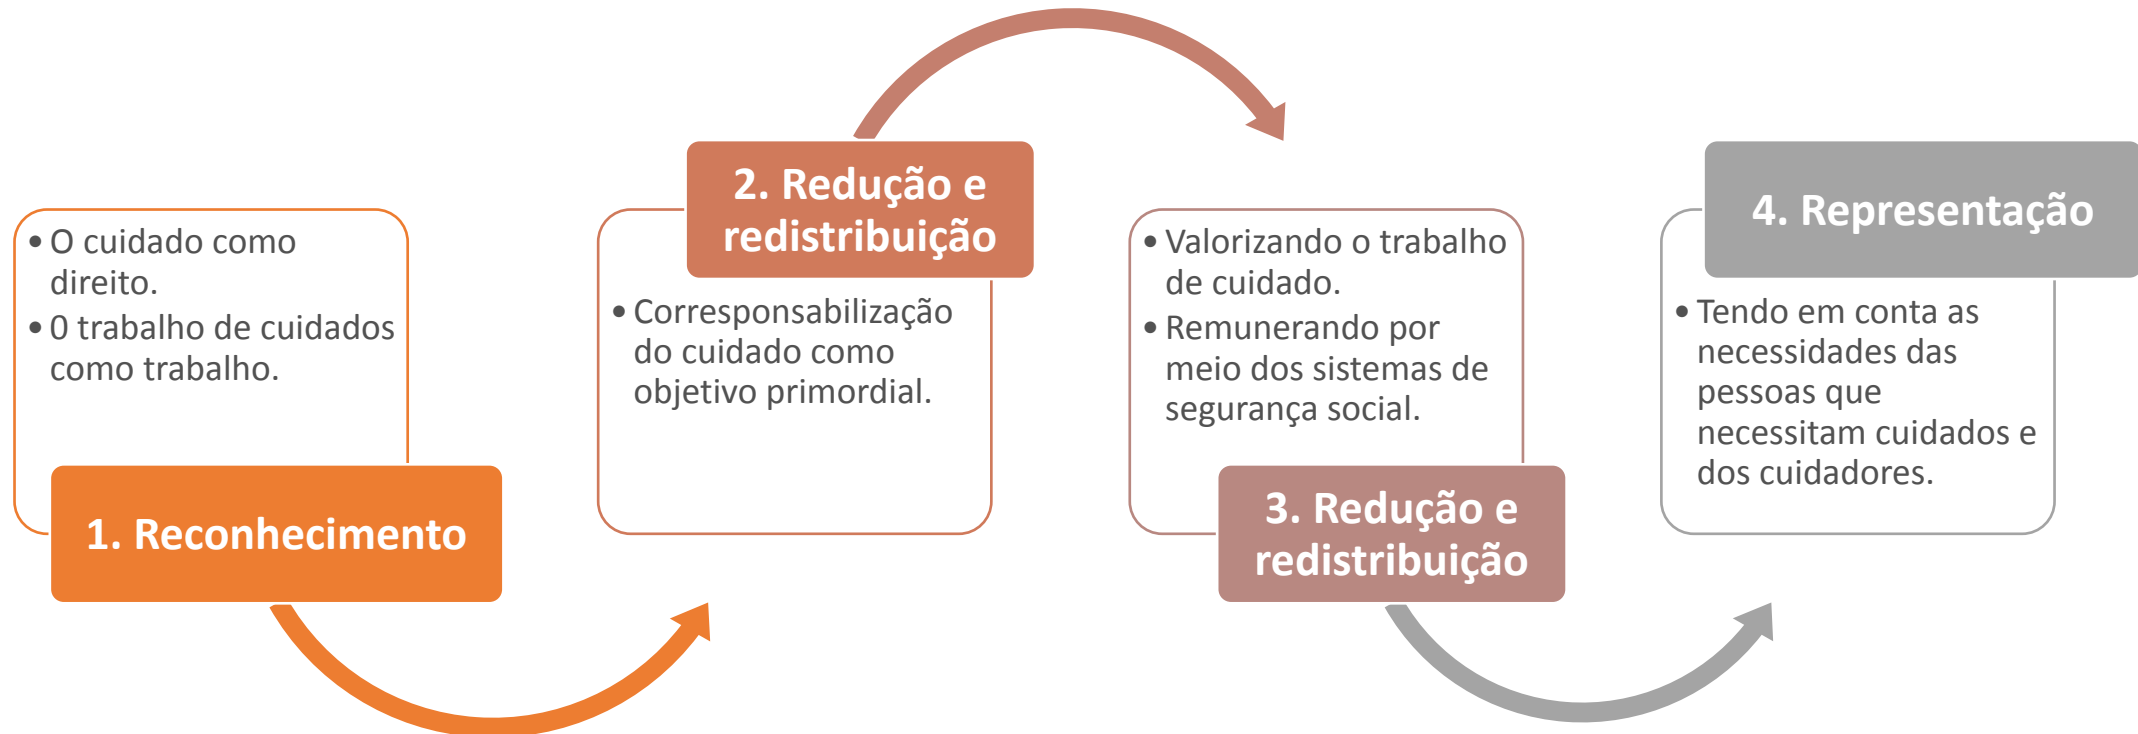 • O cuidado como
direito.
• 0 trabalho de cuidados
como trabalho.
1. Reconhecimento
2. Redução e
redistribuição
• Corresponsabilização
do cuidado como
objetivo primordial.
• Valorizando o trabalho
de cuidado.
• Remunerando por
meio dos sistemas de
segurança social.
3. Redução e
redistribuição
4. Representação
• Tendo em conta as
necessidades das
pessoas que
necessitam cuidados e
dos cuidadores.